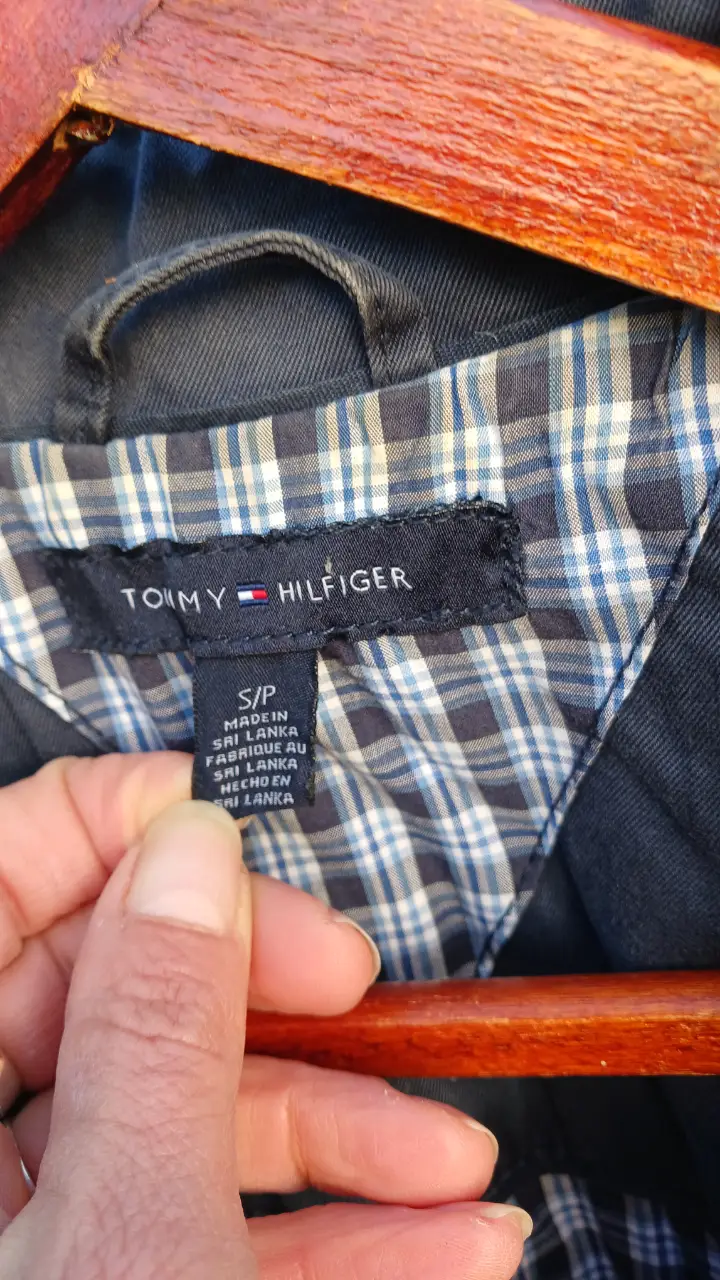 TOMMY HILFIGER
S/P
MADE IN
SRI LANKA
FABRIQUE AU
SRI LANKA
HECHO EN
SRI LANKA